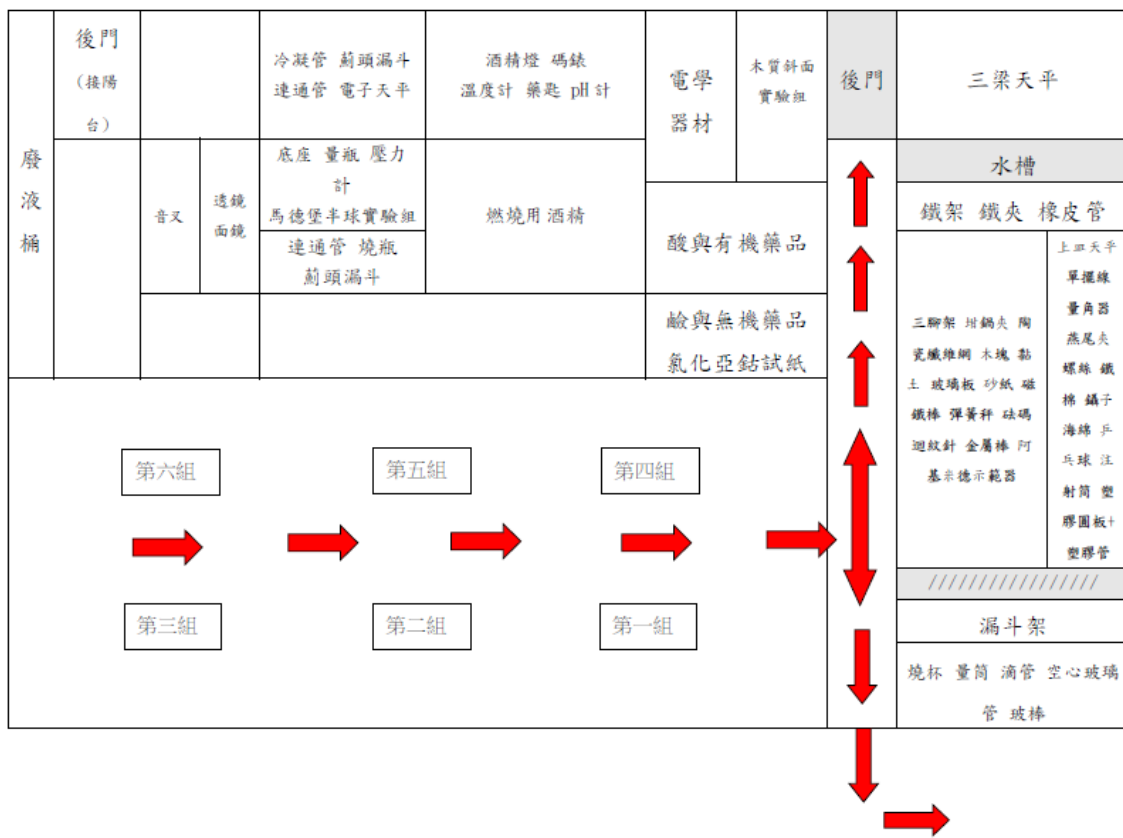 廢
液
桶
後門
(接陽
台)
冷凝管 薊頭漏斗
連通管 電子天平
酒精燈 碼錶
溫度計 藥匙 pH 計
電學
器材
木質斜面
實驗組
後門
三梁天平
音叉
透鏡
面鏡
底座 量瓶 壓力
計
馬德堡半球實驗組
連通管 燒瓶
薊頭漏斗
燃燒用酒精
酸與有機藥品
鹼與無機藥品
氯化亞鈷試紙
水槽
鐵架 鐵夾 橡皮管
三腳架 坩鍋夾 陶
瓷纖維網 木塊 黏
土 玻璃板 砂紙 磁
鐵棒 彈簧秤 砝碼
迴紋針 金屬棒 阿
基米德示範器
上皿天平
單擺線
量角器
燕尾夾
螺絲 鐵
棉 鑷子
海綿 乒
乓球 注
射筒 塑
膠圓板+
塑膠管
/////////////////
漏斗架
燒杯 量筒 滴管 空心玻璃
管 玻棒
第六組
第五組
第四組
第三組
第二組
第一組